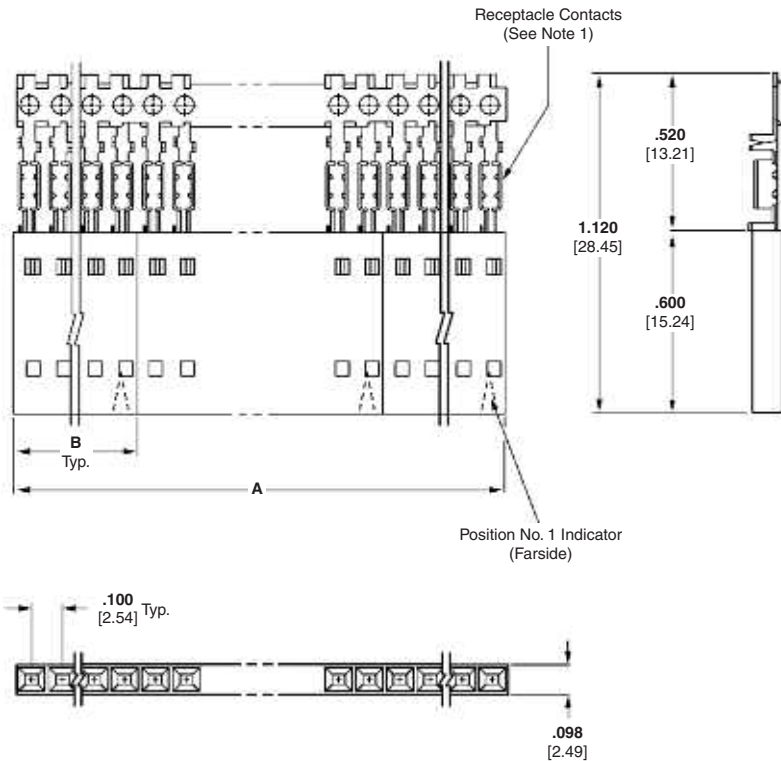 Receptacle Contacts
(See Note 1)
.520
[13.21]
1.120
[28.45]
.600
[15.24]
B
Typ.
A
Position No. 1 Indicator
(Farside)
.100
[2.54] Typ.
.098
[2.49]